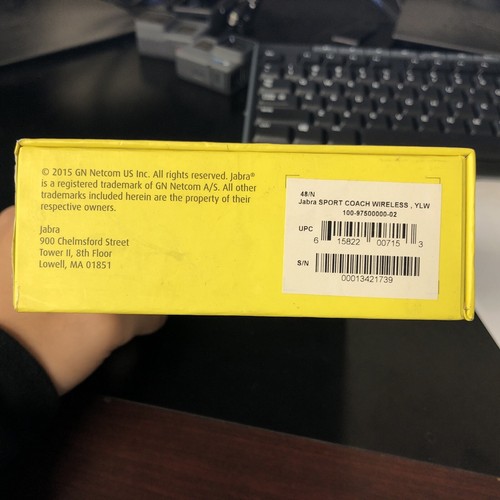 © 2015 GN Netcom US Inc. All rights reserved. Jabra®
is a registered trademark of GN Netcom A/S. All other
trademarks included herein are the property of their
respective owners.
Jabra
900 Chelmsford Street
Tower II, 8th Floor
Lowell, MA 01851
48/N
Jabra SPORT COACH WIRELESS , YLW
100-97500000-02
UPC
6 15822 00715 3
S/N
00013421739